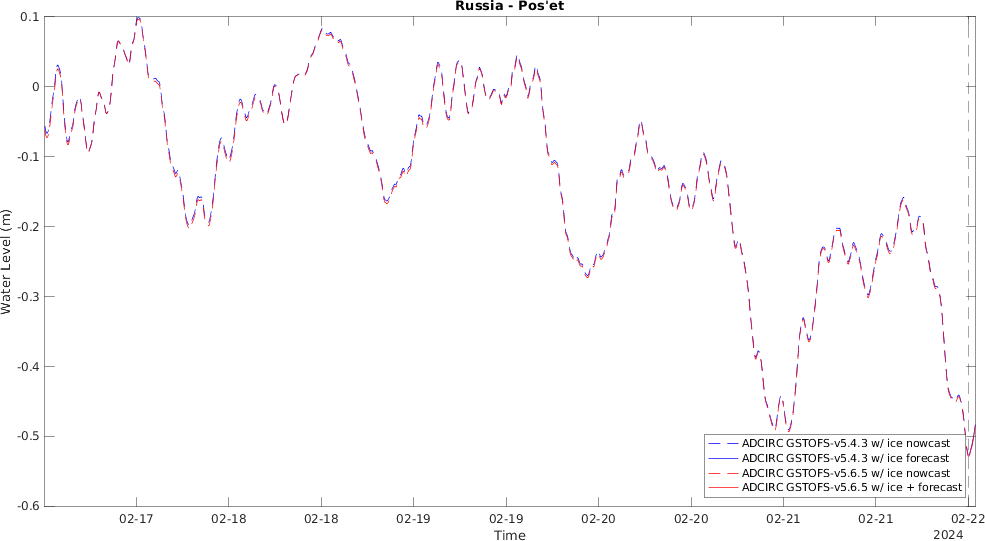 Russia - Pos'et
Water Level (m)
0.1
0
-0.1
-0.2
-0.3
-0.4
-0.5
-0.6
ADCIRC GSTOFS-v5.4.3 w/ ice nowcast
ADCIRC GSTOFS-v5.4.3 w/ ice forecast
ADCIRC GSTOFS-v5.6.5 w/ ice nowcast
ADCIRC GSTOFS-v5.6.5 w/ ice + forecast
02-17 02-18 02-18 02-19 02-19 02-20 02-20 02-21 02-21 02-22
2024
Time